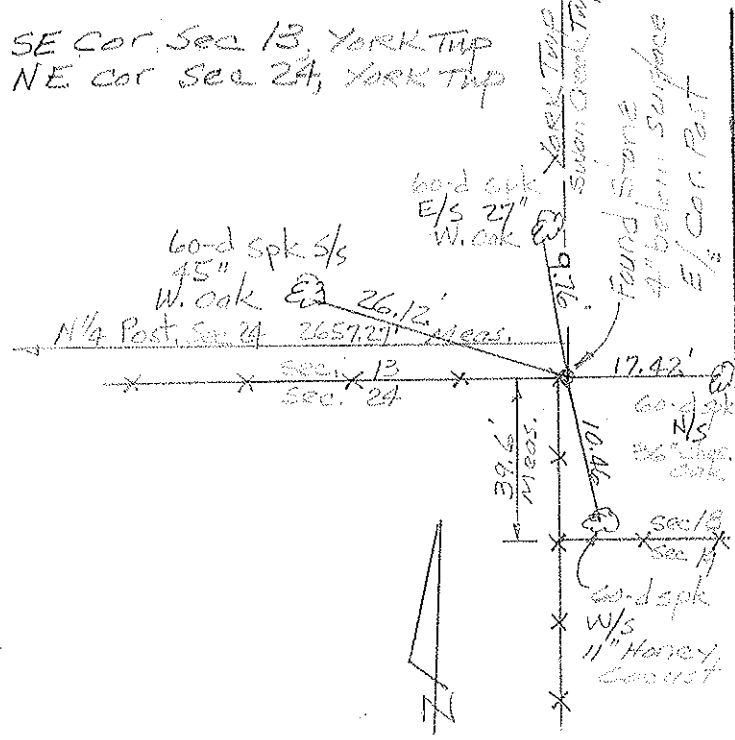 SE Cor. Sec 13, YORK TWP
NE cor Sec 24, YORK TWP
YORK TWP
Swan Creek
Found Stone
4" below Surface
E/ Cor. Post
60-d spk
E/S 27"
W. Oak
9.76'
60-d spk S/S
45"
W. Oak
26.12'
N 1/4 Post, Sec 24 2657.27' Meas.
Sec. 13
Sec. 24
17.42'
60-d spk
N/S
36"
Oak
39.6'
Meas.
10.46
Sec 18
Sec
60-d spk
W/S
11" Honey
Locust
N